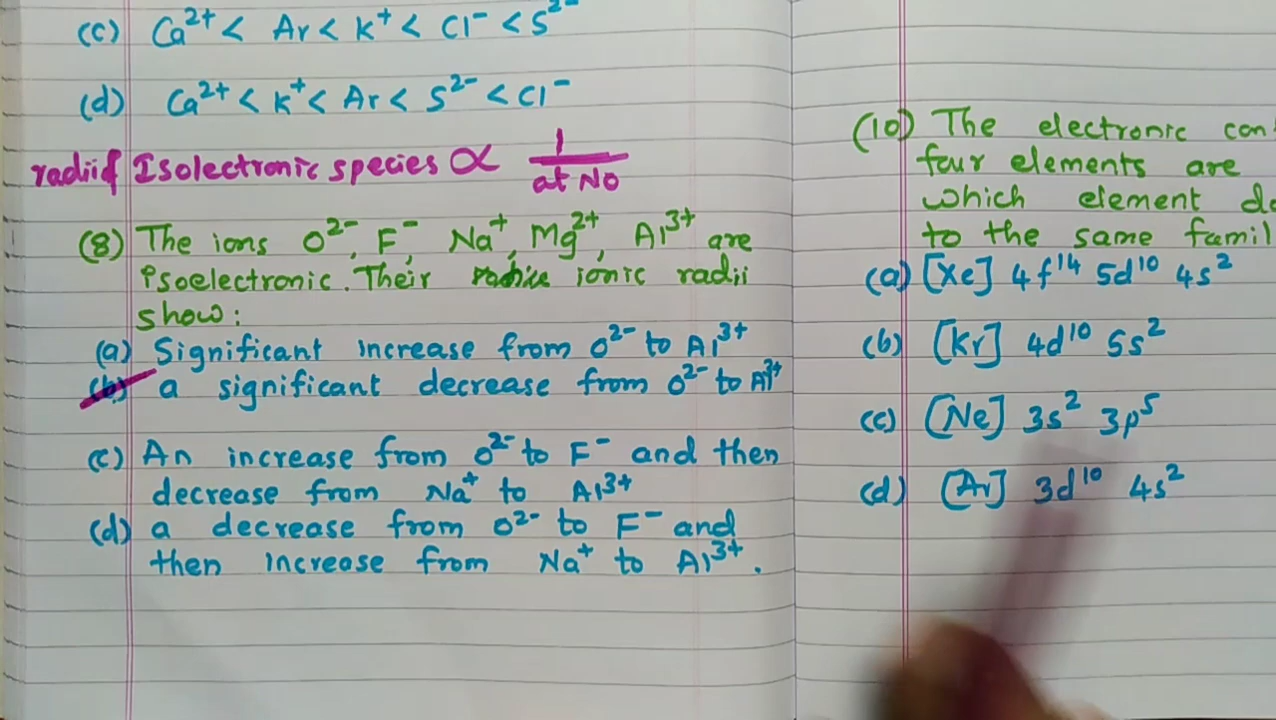 (c) Ca²⁺ < Ar < K⁺ < Cl⁻ < S²⁻
(d) Ca²⁺ < K⁺ < Ar < S²⁻ < Cl⁻
radii of Isolectronic species ∝ 1/at No
(8) The ions O²⁻, F⁻, Na⁺, Mg²⁺, Al³⁺ are
isoelectronic. Their ionic radii
show:
(a) Significant increase from O²⁻ to Al³⁺
(b) a significant decrease from O²⁻ to Al³⁺
(c) An increase from O²⁻ to F⁻ and then
decrease from Na⁺ to Al³⁺
(d) a decrease from O²⁻ to F⁻ and
then increase from Na⁺ to Al³⁺.
(10) The electronic con
four elements are
which element do
to the same famil
(a) [Xe] 4f¹⁴ 5d¹⁰ 4s²
(b) [Kr] 4d¹⁰ 5s²
(c) [Ne] 3s² 3p⁵
(d) [Ar] 3d¹⁰ 4s²